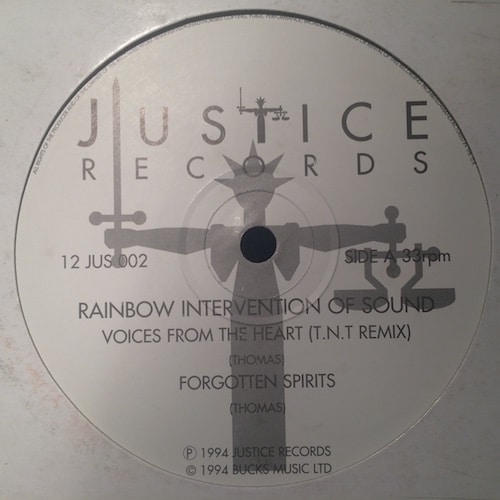 JUSTICE
RECORDS
12 JUS 002
SIDE A 33rpm
RAINBOW INTERVENTION OF SOUND
VOICES FROM THE HEART (T.N.T REMIX)
(THOMAS)
FORGOTTEN SPIRITS
(THOMAS)
℗ 1994 JUSTICE RECORDS
© 1994 BUCKS MUSIC LTD